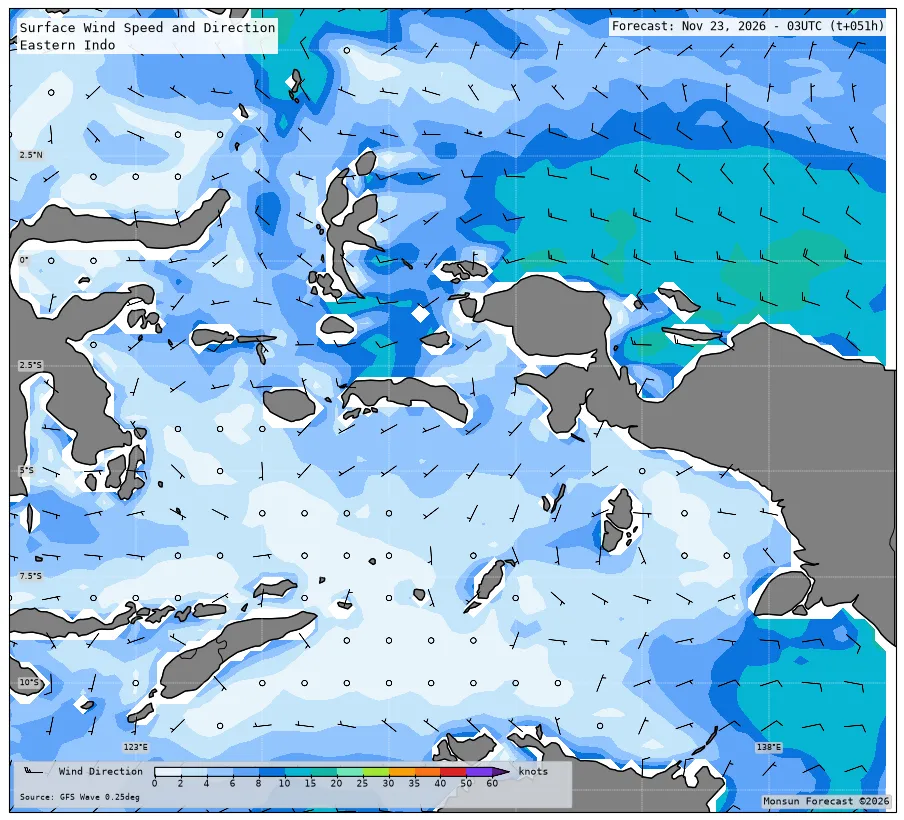 Surface Wind Speed and Direction
Eastern Indo
Forecast: Nov 23, 2026 - 03UTC (t+051h)
2.5°N
0°
2.5°S
5°S
7.5°S
10°S
123°E
138°E
Wind Direction
knots
0 2 4 6 8 10 15 20 25 30 35 40 50 60
Source: GFS Wave 0.25deg
Monsun Forecast ©2026